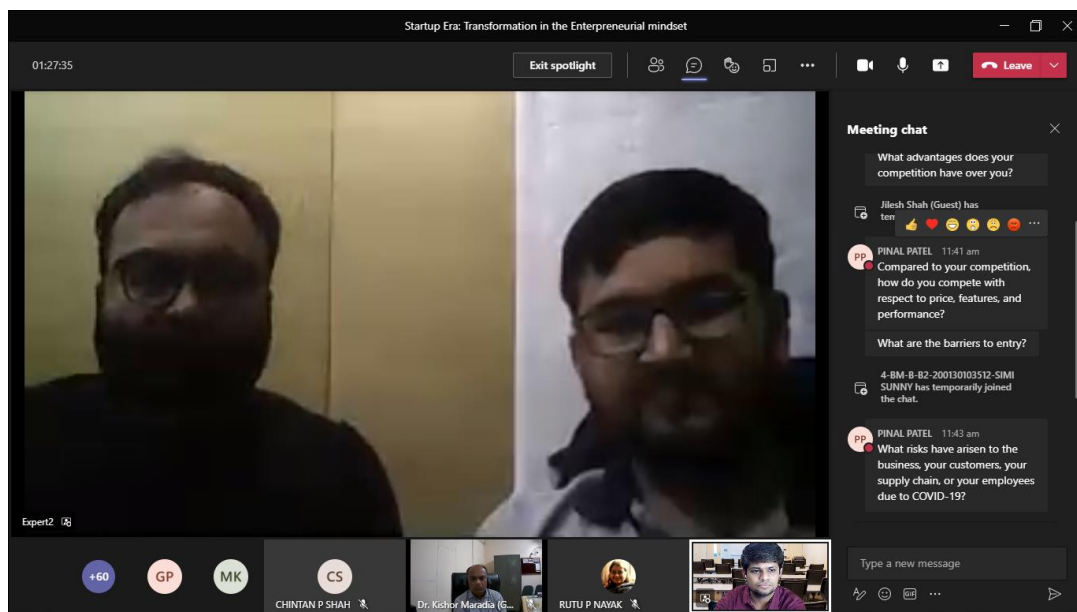 Startup Era: Transformation in the Enterpreneurial mindset
01:27:35
Exit spotlight
Leave
Meeting chat
What advantages does your
competition have over you?
Jilesh Shah (Guest) has
PP
PINAL PATEL 11:41 am
Compared to your competition,
how do you compete with
respect to price, features, and
performance?
What are the barriers to entry?
4-BM-B-B2-200130103512-SIMI
SUNNY has temporarily joined
the chat.
PP
PINAL PATEL 11:43 am
What risks have arisen to the
business, your customers, your
supply chain, or your employees
due to COVID-19?
Expert2
+60
GP
MK
CS
CHINTAN P SHAH
Dr. Kishor Maradia (G...
RUTU P NAYAK
Type a new message
GIF